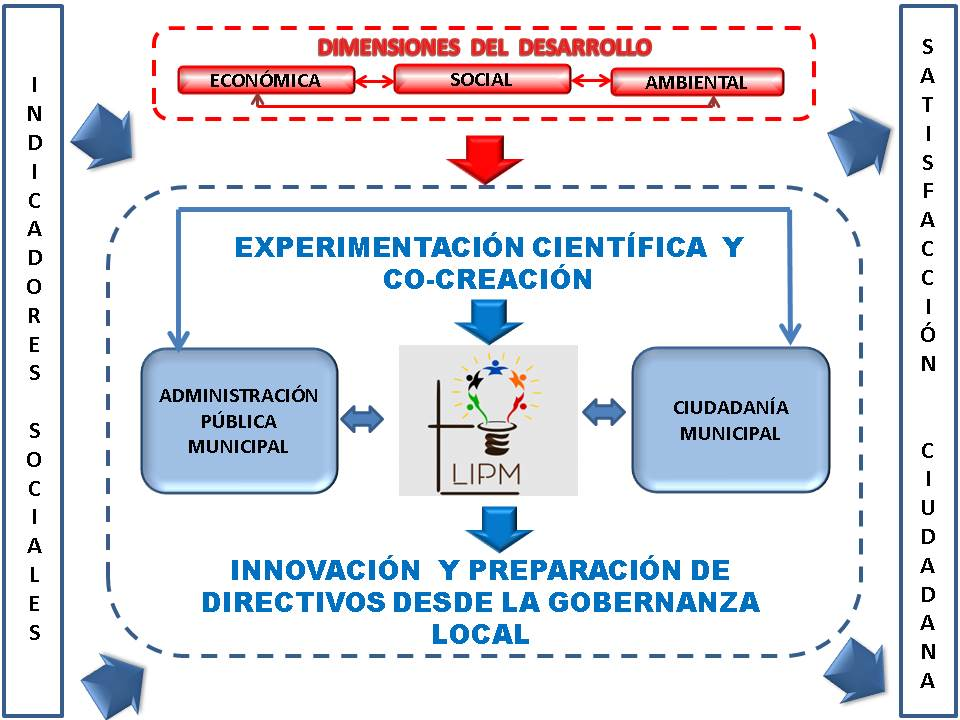 INDICADORES SOCIALES
DIMENSIONES DEL DESARROLLO
ECONÓMICA
SOCIAL
AMBIENTAL
EXPERIMENTACIÓN CIENTÍFICA Y
CO-CREACIÓN
ADMINISTRACIÓN
PÚBLICA
MUNICIPAL
LIPM
CIUDADANÍA
MUNICIPAL
INNOVACIÓN Y PREPARACIÓN DE
DIRECTIVOS DESDE LA GOBERNANZA
LOCAL
SATISFACCIÓN CIUDADANA